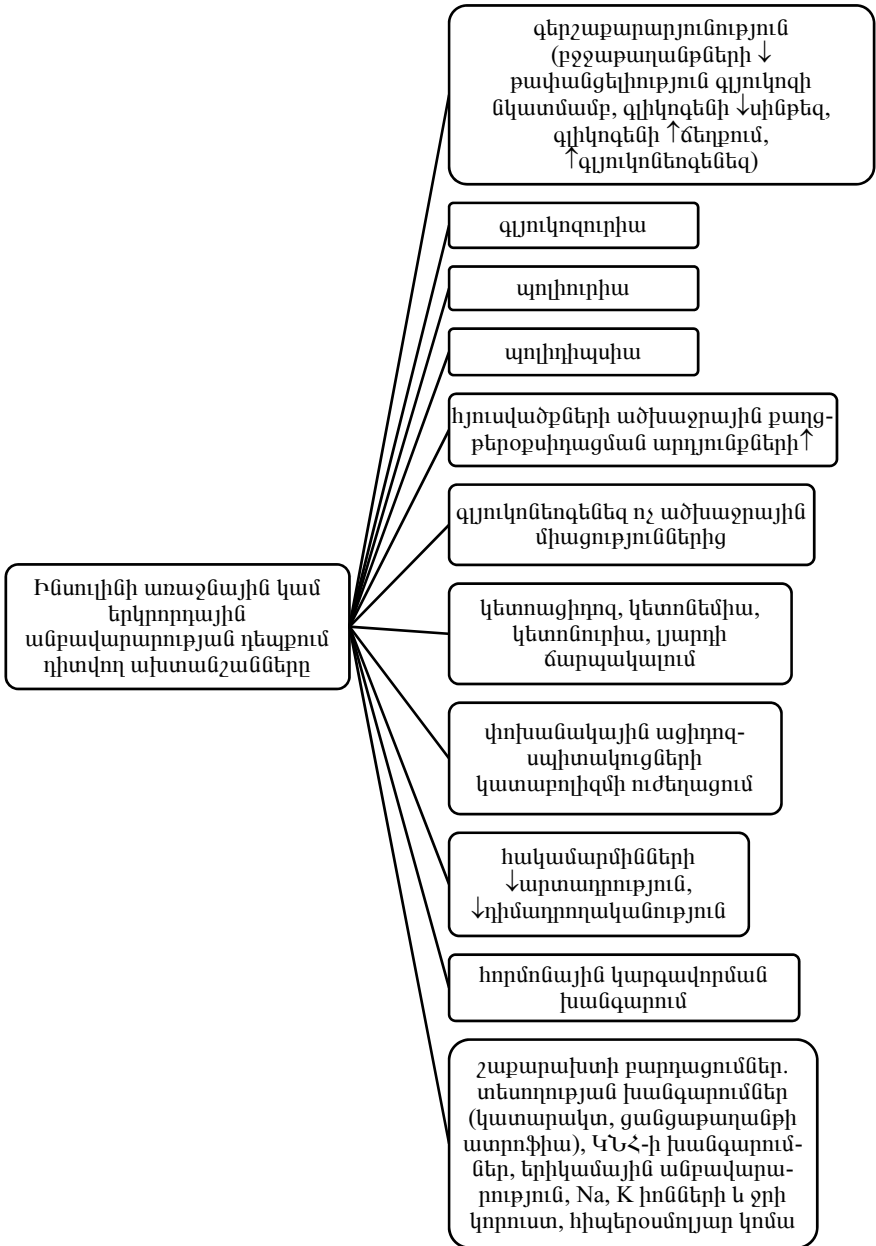 գերշաքարարյունություն
(բջջաթաղանթների ↓
թափանցելիություն գլյուկոզի
նկատմամբ, գլիկոգենի ↓սինթեզ,
գլիկոգենի ↑ճեղքում,
↑գլյուկոնեոգենեզ)
գլյուկոզուրիա
պոլիուրիա
պոլիդիպսիա
հյուսվածքների ածխաջրային քաղց-
թերօքսիդացման արդյունքների↑
գլյուկոնեոգենեզ ոչ ածխաջրային
միացություններից
Ինսուլինի առաջնային կամ
երկրորդային
անբավարարության դեպքում
դիտվող ախտանշանները
կետոացիդոզ, կետոնեմիա,
կետոնուրիա, լյարդի
ճարպակալում
փոխանակային ացիդոզ-
սպիտակուցների
կատաբոլիզմի ուժեղացում
հակամարմինների
↓արտադրություն,
↓դիմադրողականություն
հորմոնային կարգավորման
խանգարում
շաքարախտի բարդացումներ.
տեսողության խանգարումներ
(կատարակտ, ցանցաթաղանթի
ատրոֆիա), ԿՆՀ-ի խանգարում-
ներ, երիկամային անբավարա-
րություն, Na, K իոնների և ջրի
կորուստ, հիպերօսմոլյար կոմա